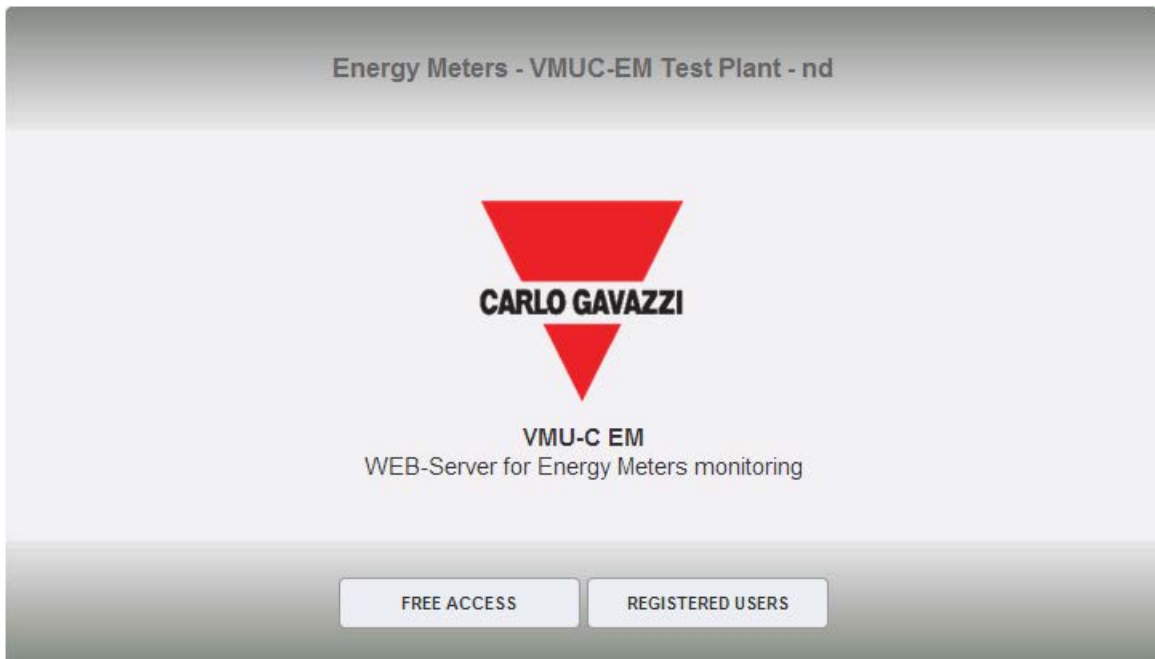 Energy Meters - VMUC-EM Test Plant - nd
CARLO GAVAZZI
VMU-C EM
WEB-Server for Energy Meters monitoring
FREE ACCESS
REGISTERED USERS